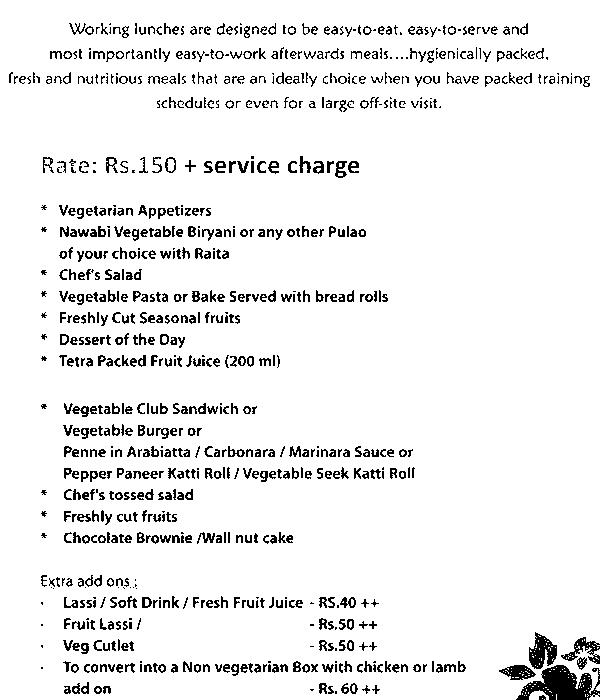 Working lunches are designed to be easy-to-eat, easy-to-serve and
most importantly easy-to-work afterwards meals....hygienically packed,
fresh and nutritious meals that are an ideally choice when you have packed training
schedules or even for a large off-site visit.
Rate: Rs.150 + service charge
* Vegetarian Appetizers
* Nawabi Vegetable Biryani or any other Pulao
of your choice with Raita
* Chef's Salad
* Vegetable Pasta or Bake Served with bread rolls
* Freshly Cut Seasonal fruits
* Dessert of the Day
* Tetra Packed Fruit Juice (200 ml)
* Vegetable Club Sandwich or
Vegetable Burger or
Penne in Arabiatta / Carbonara / Marinara Sauce or
Pepper Paneer Katti Roll / Vegetable Seek Katti Roll
* Chef's tossed salad
* Freshly cut fruits
* Chocolate Brownie /Wall nut cake
Extra add ons :
· Lassi / Soft Drink / Fresh Fruit Juice - RS.40 ++
· Fruit Lassi / - Rs.50 ++
· Veg Cutlet - Rs.50 ++
· To convert into a Non vegetarian Box with chicken or lamb
add on - Rs. 60 ++